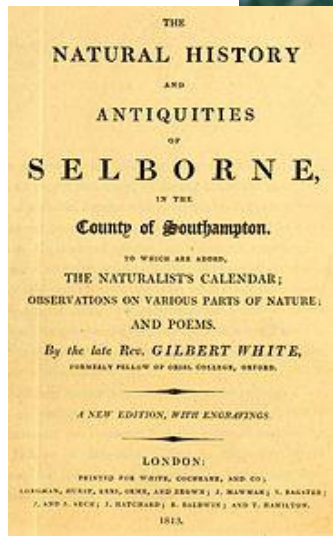 THE
NATURAL HISTORY
AND
ANTIQUITIES
OF
SELBORNE,
IN THE
County of Southampton.
TO WHICH ARE ADDED,
THE NATURALIST'S CALENDAR;
OBSERVATIONS ON VARIOUS PARTS OF NATURE;
AND POEMS.
By the late Rev. GILBERT WHITE,
FORMERLY FELLOW OF ORIEL COLLEGE, OXFORD.
A NEW EDITION, WITH ENGRAVINGS.
LONDON:
PRINTED FOR WHITE, COCHRANE, AND CO;
LONGMAN, HURST, REES, ORME, AND BROWN; J. MAWMAN; S. BAGSTER;
J. AND A. ARCH; J. HATCHARD; R. BALDWIN; AND T. HAMILTON.
1813.